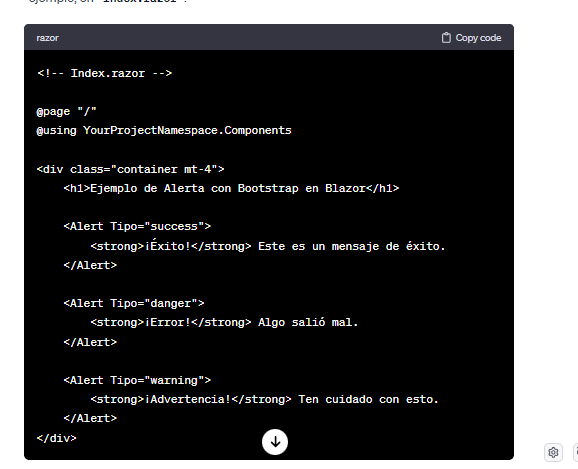 ejemplo, en "Index.razor":
razor
Copy code
<!-- Index.razor -->
@page "/"
@using YourProjectNamespace.Components
<div class="container mt-4">
<h1>Ejemplo de Alerta con Bootstrap en Blazor</h1>
<Alert Tipo="success">
<strong>¡Éxito!</strong> Este es un mensaje de éxito.
</Alert>
<Alert Tipo="danger">
<strong>¡Error!</strong> Algo salió mal.
</Alert>
<Alert Tipo="warning">
<strong>¡Advertencia!</strong> Ten cuidado con esto.
</Alert>
</div>